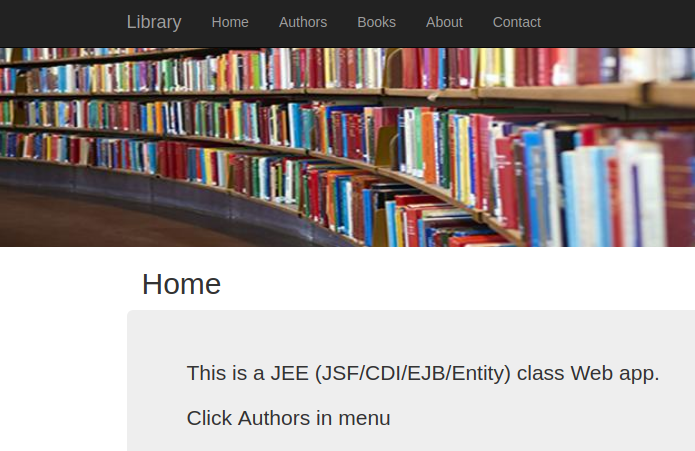 Library Home Authors Books About Contact
Home
This is a JEE (JSF/CDI/EJB/Entity) class Web app.
Click Authors in menu